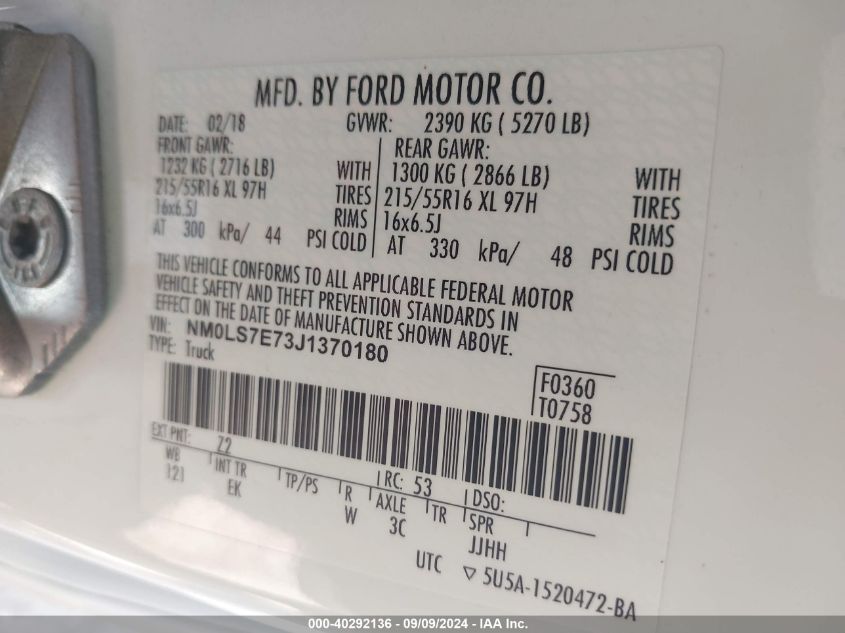 MFD. BY FORD MOTOR CO.
DATE: 02/18 GVWR: 2390 KG ( 5270 LB)
FRONT GAWR: REAR GAWR:
1232 KG ( 2716 LB) WITH 1300 KG ( 2866 LB) WITH
215/55R16 XL 97H TIRES 215/55R16 XL 97H TIRES
16x6.5J RIMS 16x6.5J RIMS
AT 300 kPa/ 44 PSI COLD AT 330 kPa/ 48 PSI COLD
THIS VEHICLE CONFORMS TO ALL APPLICABLE FEDERAL MOTOR
VEHICLE SAFETY AND THEFT PREVENTION STANDARDS IN
EFFECT ON THE DATE OF MANUFACTURE SHOWN ABOVE.
VIN: NM0LS7E73J1370180
TYPE: Truck
F0360
T0758
EXT PNT: Z2 RC: 53 DSO:
WB INT TR TP/PS R AXLE TR SPR
121 EK W 3C JJHH
UTC ▽ 5U5A-1520472-BA
000-40292136 - 09/09/2024 - IAA Inc.